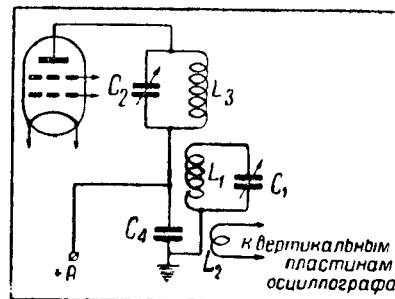 C₂
L₃
L₁
C₁
C₄
+А
L₂
к вертикальным
пластинам
осциллографа